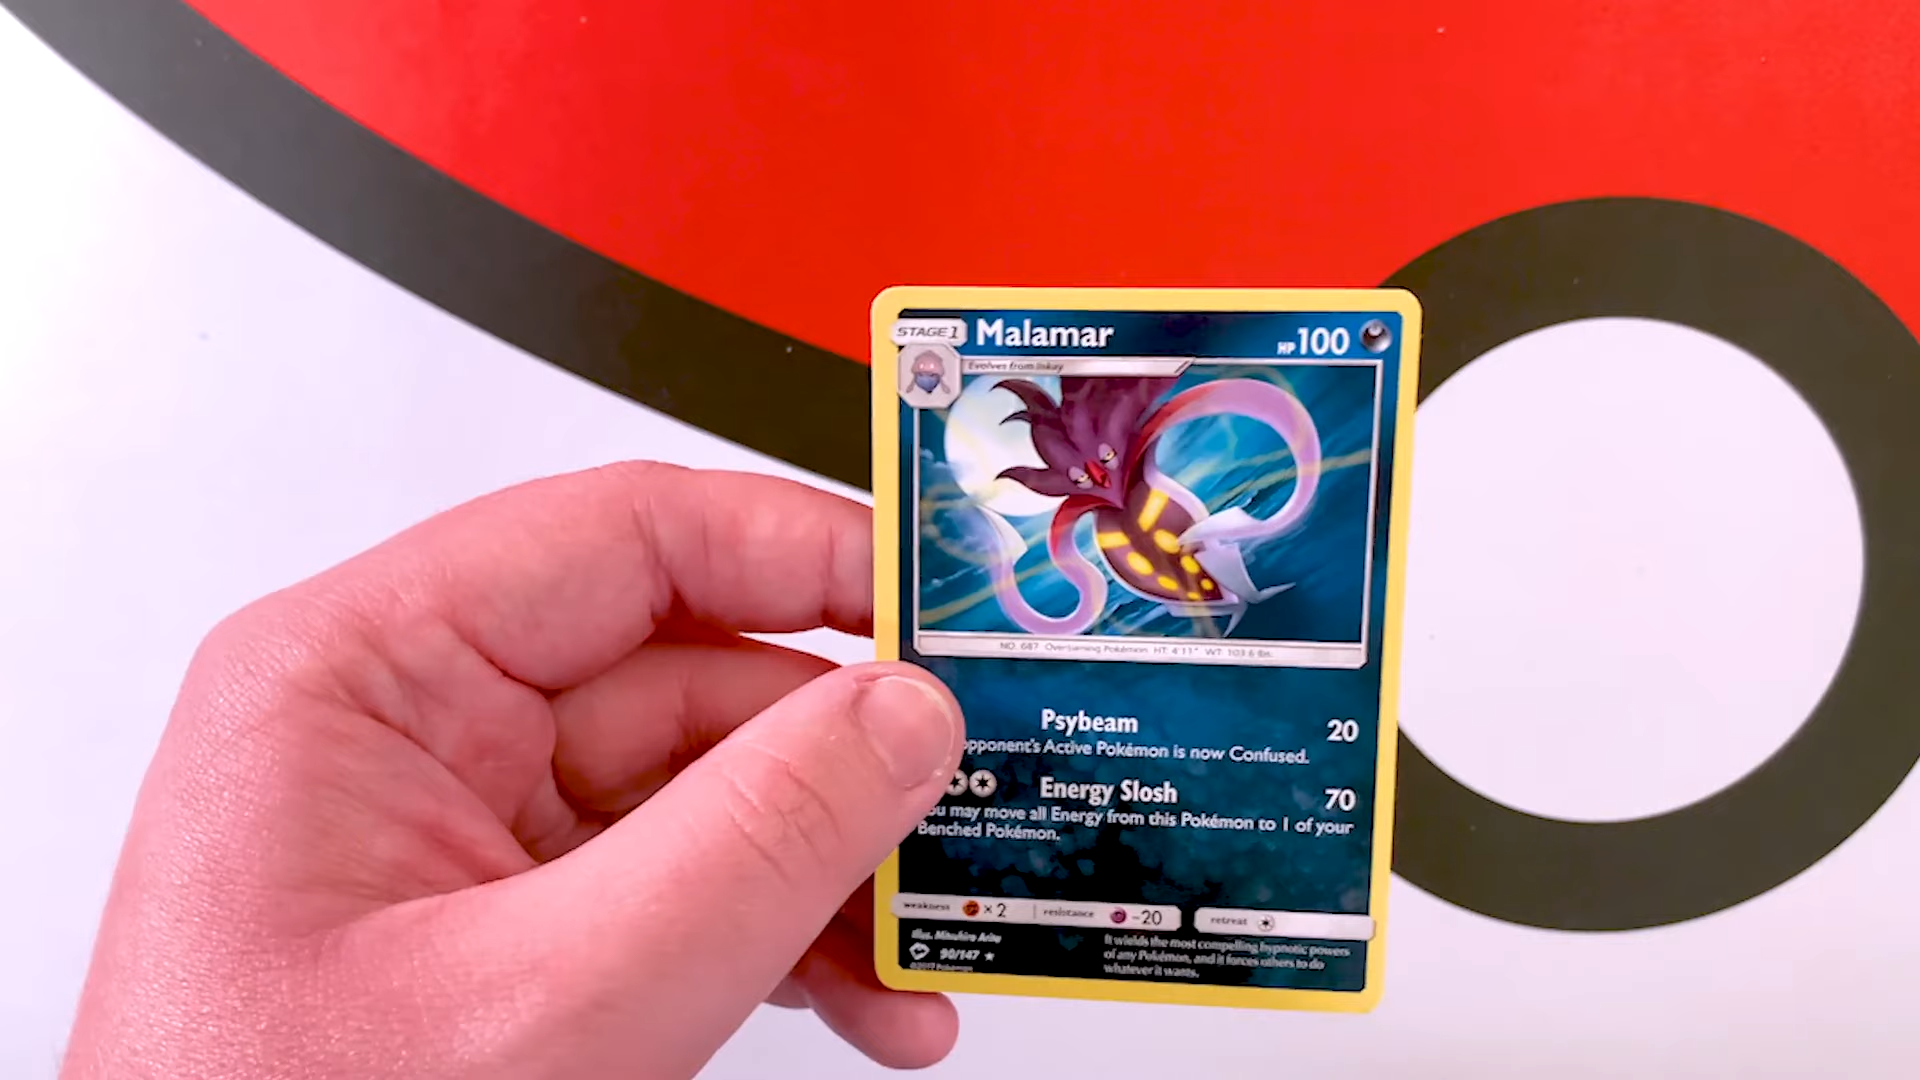 STAGE 1 Malamar HP 100
Evolves from Inkay
NO. 687 Overturning Pokémon HT: 4'11" WT: 103.6 lbs.
Psybeam 20
opponent's Active Pokémon is now Confused.
Energy Slosh 70
may move all Energy from this Pokémon to 1 of your
Benched Pokémon.
weakness ×2 resistance -20 retreat
Illus. Mitsuhiro Arita
90/147 ★
©2017 Pokémon
It wields the most compelling hypnotic powers
of any Pokémon, and it forces others to do
whatever it wants.